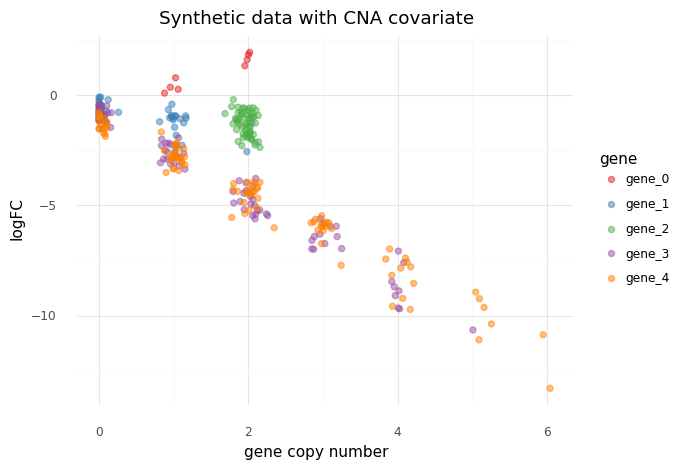 Synthetic data with CNA covariate
logFC
0
−5
−10
0
2
4
6
gene copy number
gene
gene_0
gene_1
gene_2
gene_3
gene_4